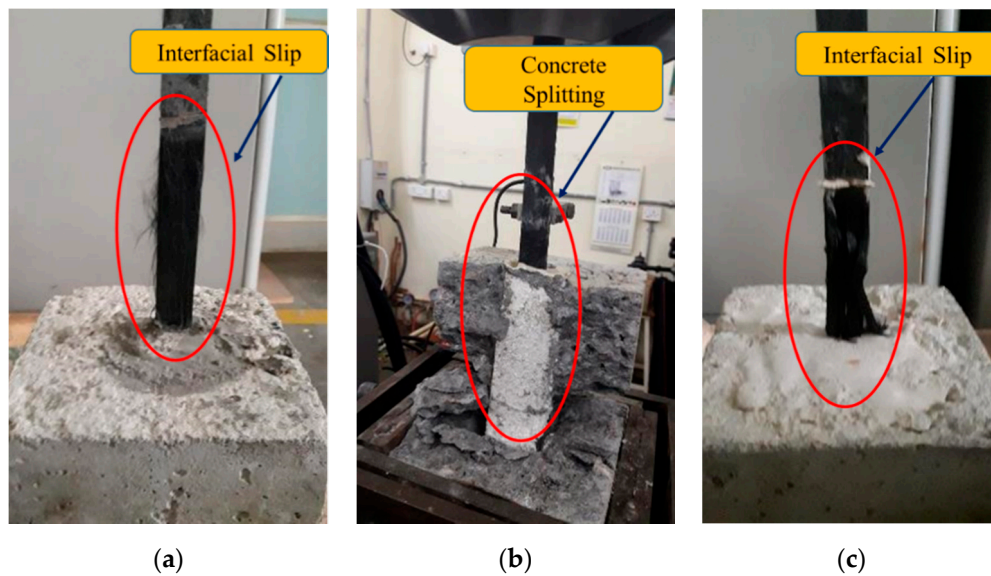 Interfacial Slip
Concrete
Splitting
Interfacial Slip
(a)
(b)
(c)